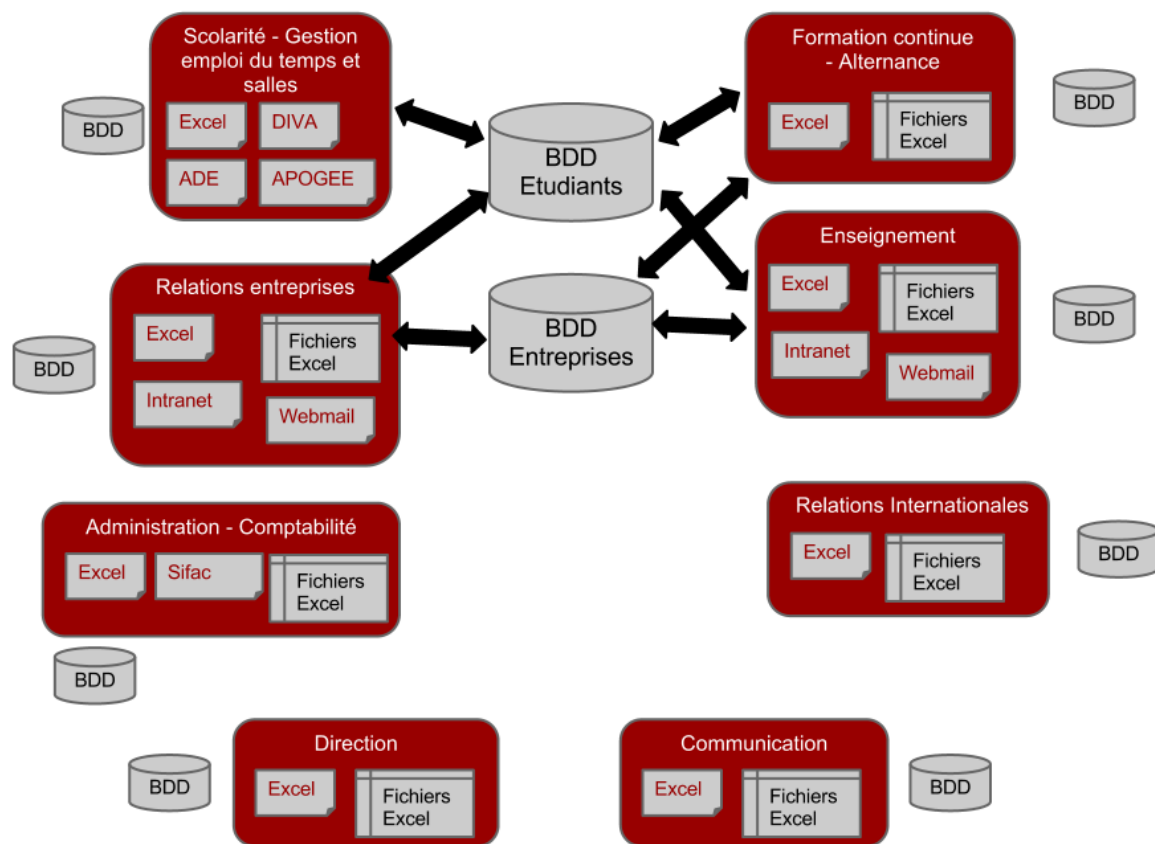 Scolarité - Gestion
emploi du temps et
salles
BDD
Excel
DIVA
ADE
APOGEE
BDD
Etudiants
Formation continue
- Alternance
Excel
Fichiers
Excel
BDD
Relations entreprises
BDD
Excel
Fichiers
Excel
Intranet
Webmail
BDD
Entreprises
Enseignement
Excel
Fichiers
Excel
Intranet
Webmail
BDD
Administration - Comptabilité
Excel
Sifac
Fichiers
Excel
BDD
Relations Internationales
Excel
Fichiers
Excel
BDD
Direction
BDD
Excel
Fichiers
Excel
Communication
Excel
Fichiers
Excel
BDD